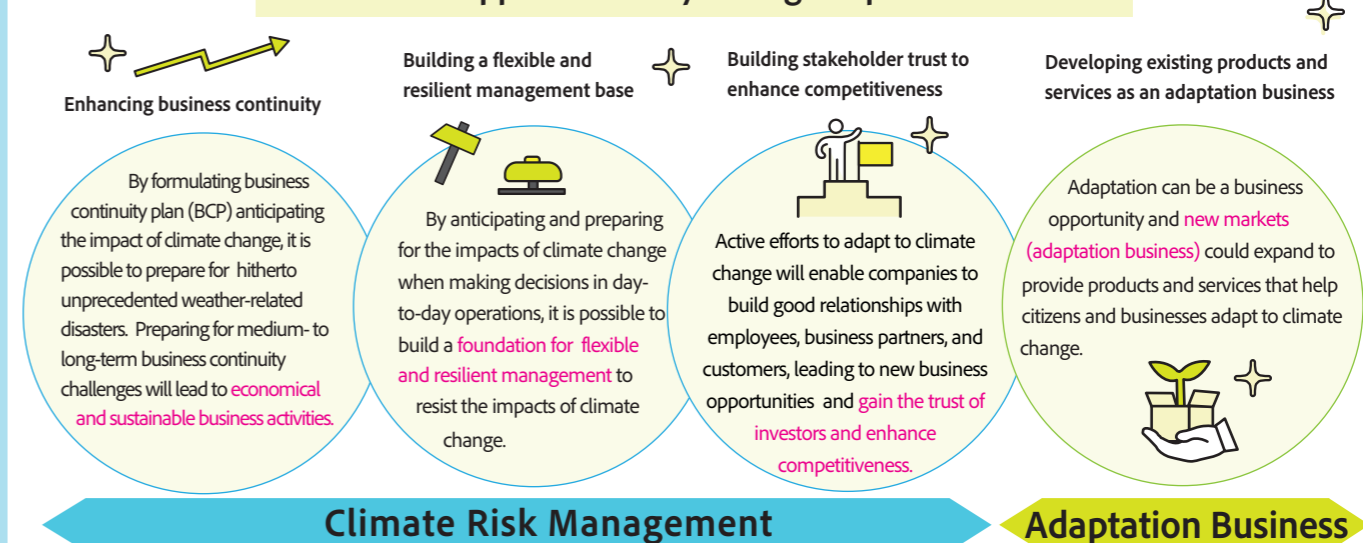 Enhancing business continuity
By formulating business
continuity plan (BCP) anticipating
the impact of climate change, it is
possible to prepare for hitherto
unprecedented weather-related
disasters. Preparing for medium- to
long-term business continuity
challenges will lead to economical
and sustainable business activities.
Building a flexible and
resilient management base
By anticipating and preparing
for the impacts of climate change
when making decisions in day-
to-day operations, it is possible to
build a foundation for flexible
and resilient management to
resist the impacts of climate
change.
Building stakeholder trust to
enhance competitiveness
Active efforts to adapt to climate
change will enable companies to
build good relationships with
employees, business partners, and
customers, leading to new business
opportunities and gain the trust of
investors and enhance
competitiveness.
Developing existing products and
services as an adaptation business
Adaptation can be a business
opportunity and new markets
(adaptation business) could expand to
provide products and services that help
citizens and businesses adapt to climate
change.
Climate Risk Management
Adaptation Business